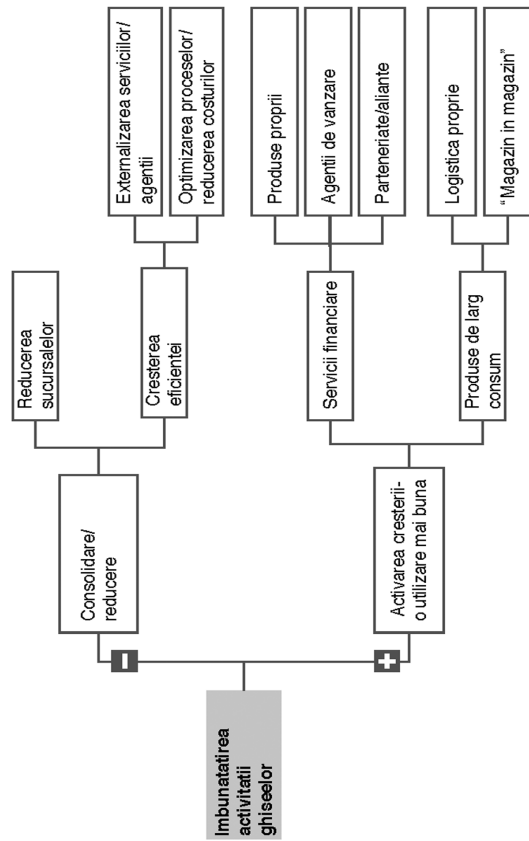 Imbunatatirea
activitatii
ghiseelor
Consolidare/
reducere
Reducerea
sucursalelor
Cresterea
eficientei
Externalizarea serviciilor/
agentii
Optimizarea proceselor/
reducerea costurilor
Activarea cresterii-
o utilizare mai buna
Servicii financiare
Produse proprii
Agentii de vanzare
Parteneriate/aliante
Produse de larg
consum
Logistica proprie
“Magazin in magazin”